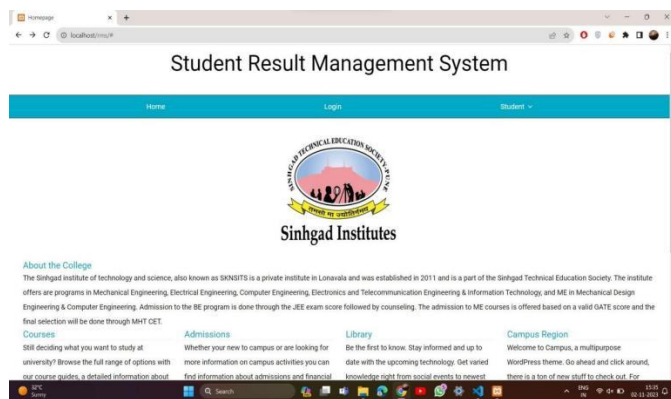 Homepage
localhost/rms/#
Student Result Management System
Home
Login
Student
SINHGAD TECHNICAL EDUCATION SOCIETY-PUNE
Sinhgad Institutes
About the College
The Sinhgad institute of technology and science, also known as SKNSITS is a private institute in Lonavala and was established in 2011 and is a part of the Sinhgad Technical Education Society. The institute
offers are programs in Mechanical Engineering, Electrical Engineering, Computer Engineering, Electronics and Telecommunication Engineering & Information Technology, and ME in Mechanical Design
Engineering & Computer Engineering. Admission to the BE program is done through the JEE exam score followed by counseling. The admission to ME courses is offered based on a valid GATE score and the
final selection will be done through MHT CET.
Courses
Still deciding what you want to study at
university? Browse the full range of options with
our course guides, a detailed information about
Admissions
Whether your new to campus or are looking for
more information on campus activities you can
find information about admissions and financial
Library
Be the first to know. Stay informed and up to
date with the upcoming technology. Get varied
knowledge right from social events to newest
Campus Region
Welcome to Campus, a multipurpose
WordPress theme. Go ahead and click around,
there is a ton of new stuff to check out. For
32°C
Sunny
Search
ENG
IN
15:15
02-11-2023